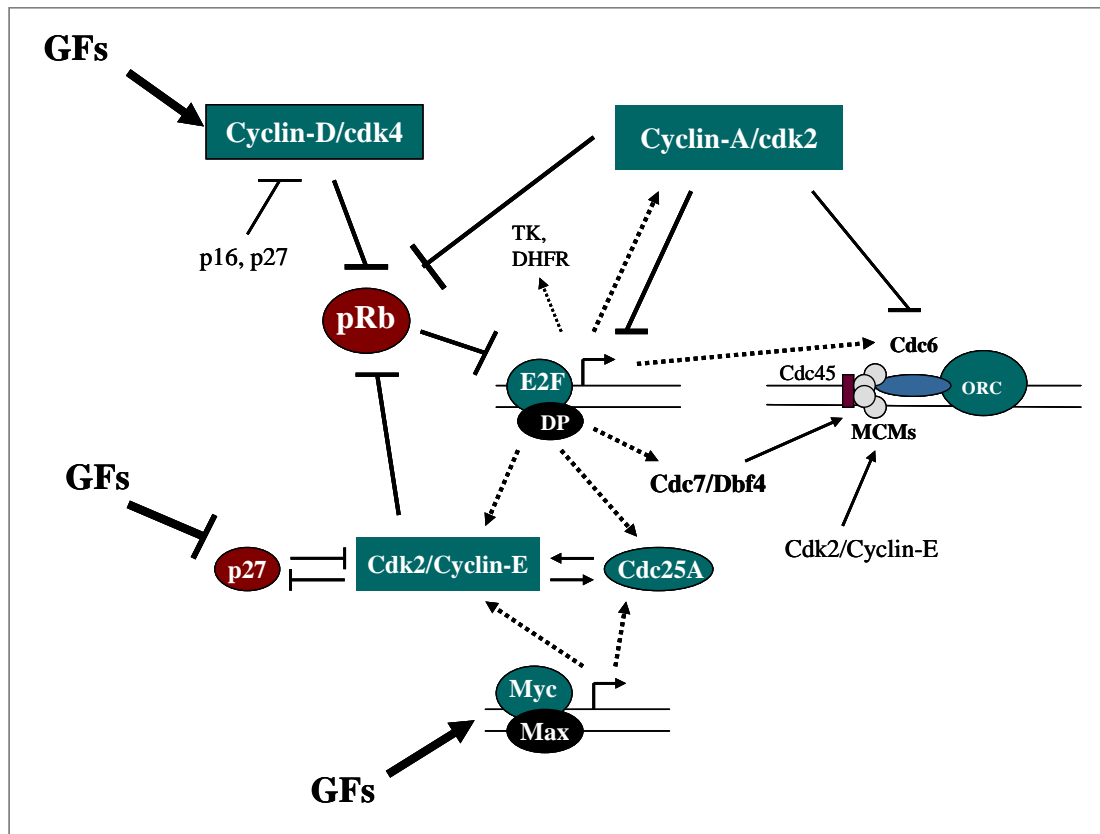 GFs
Cyclin-D/cdk4
Cyclin-A/cdk2
p16, p27
TK,
DHFR
pRb
Cdc6
E2F
Cdc45
ORC
DP
MCMs
GFs
Cdc7/Dbf4
Cdk2/Cyclin-E
p27
Cdk2/Cyclin-E
Cdc25A
Myc
Max
GFs